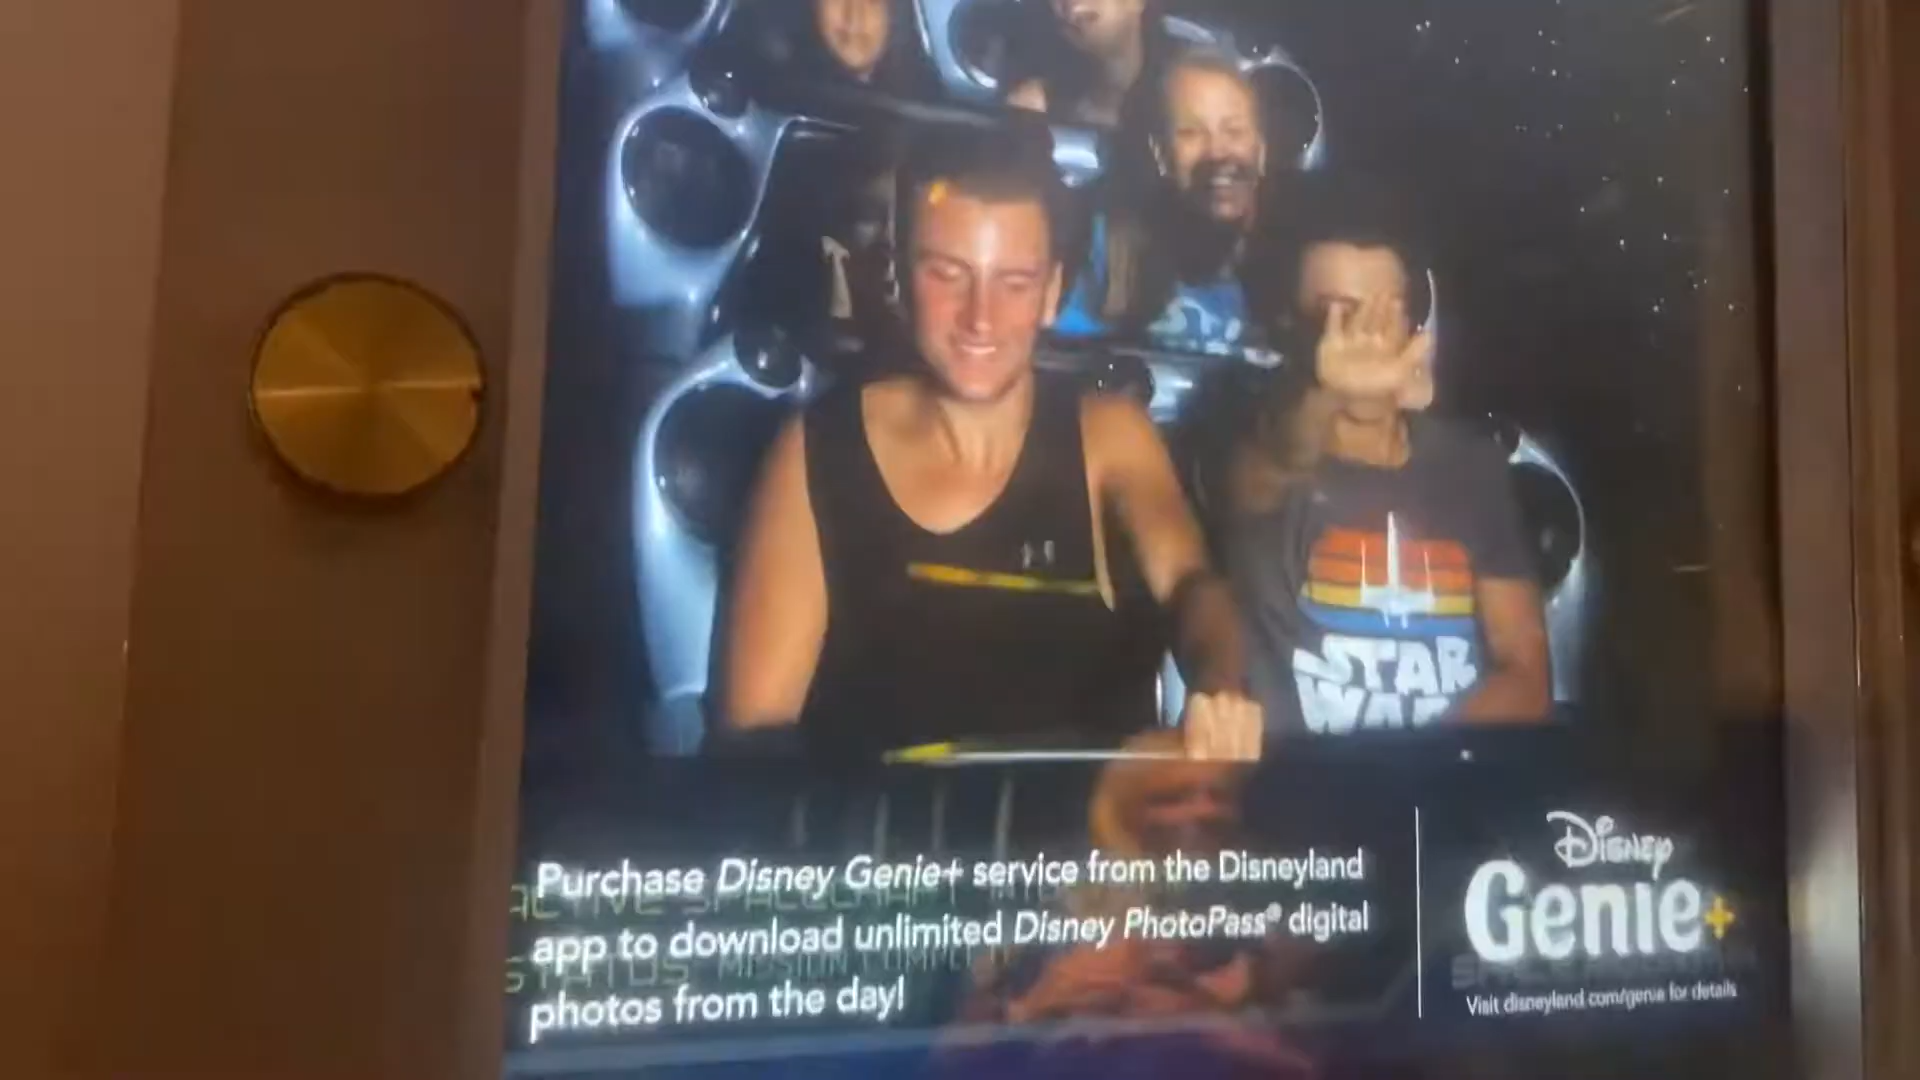 STAR
WARS
Purchase Disney Genie+ service from the Disneyland
app to download unlimited Disney PhotoPass® digital
photos from the day!
Disney
Genie+
Visit disneyland.com/genie for details